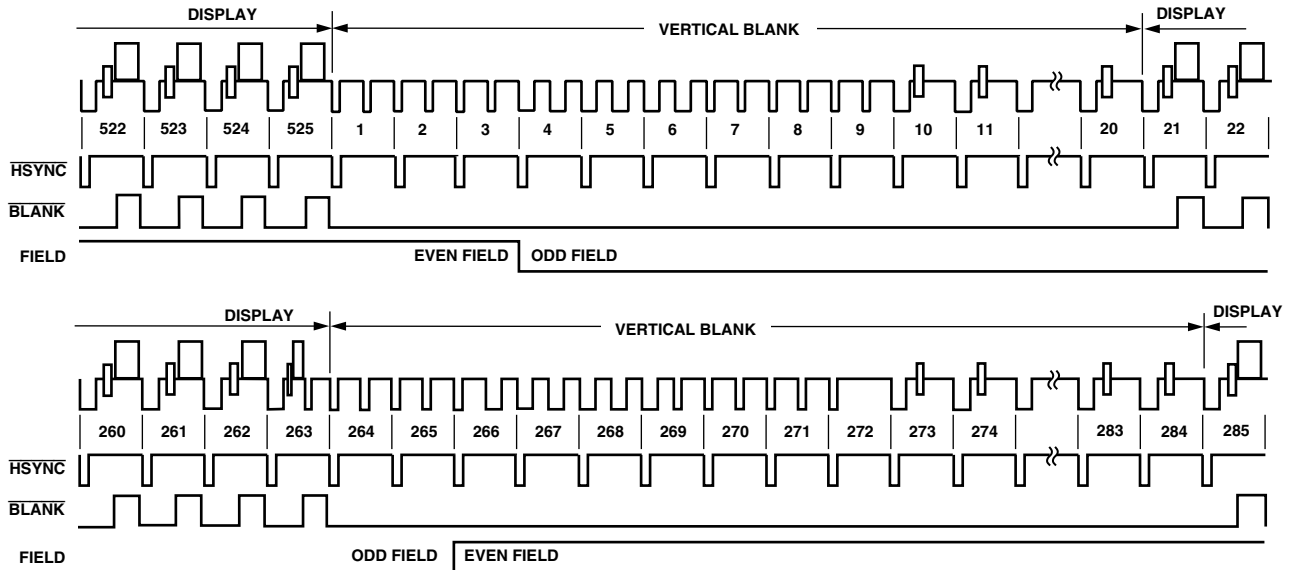 DISPLAY VERTICAL BLANK DISPLAY
522 523 524 525 1 2 3 4 5 6 7 8 9 10 11 20 21 22
HSYNC
BLANK
FIELD EVEN FIELD ODD FIELD
DISPLAY VERTICAL BLANK DISPLAY
260 261 262 263 264 265 266 267 268 269 270 271 272 273 274 283 284 285
HSYNC
BLANK
FIELD ODD FIELD EVEN FIELD